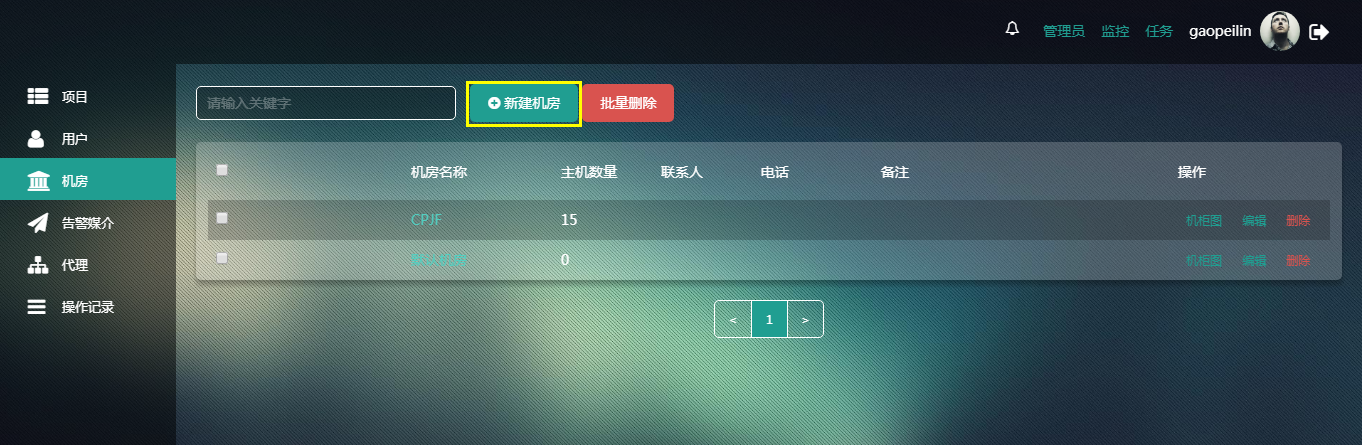 管理员 监控 任务 gaopeilin
项目
用户
机房
告警媒介
代理
操作记录
请输入关键字 新建机房 批量删除
机房名称 主机数量 联系人 电话 备注 操作
CPJF 15 机柜图 编辑 删除
0 机柜图 编辑 删除
< 1 >